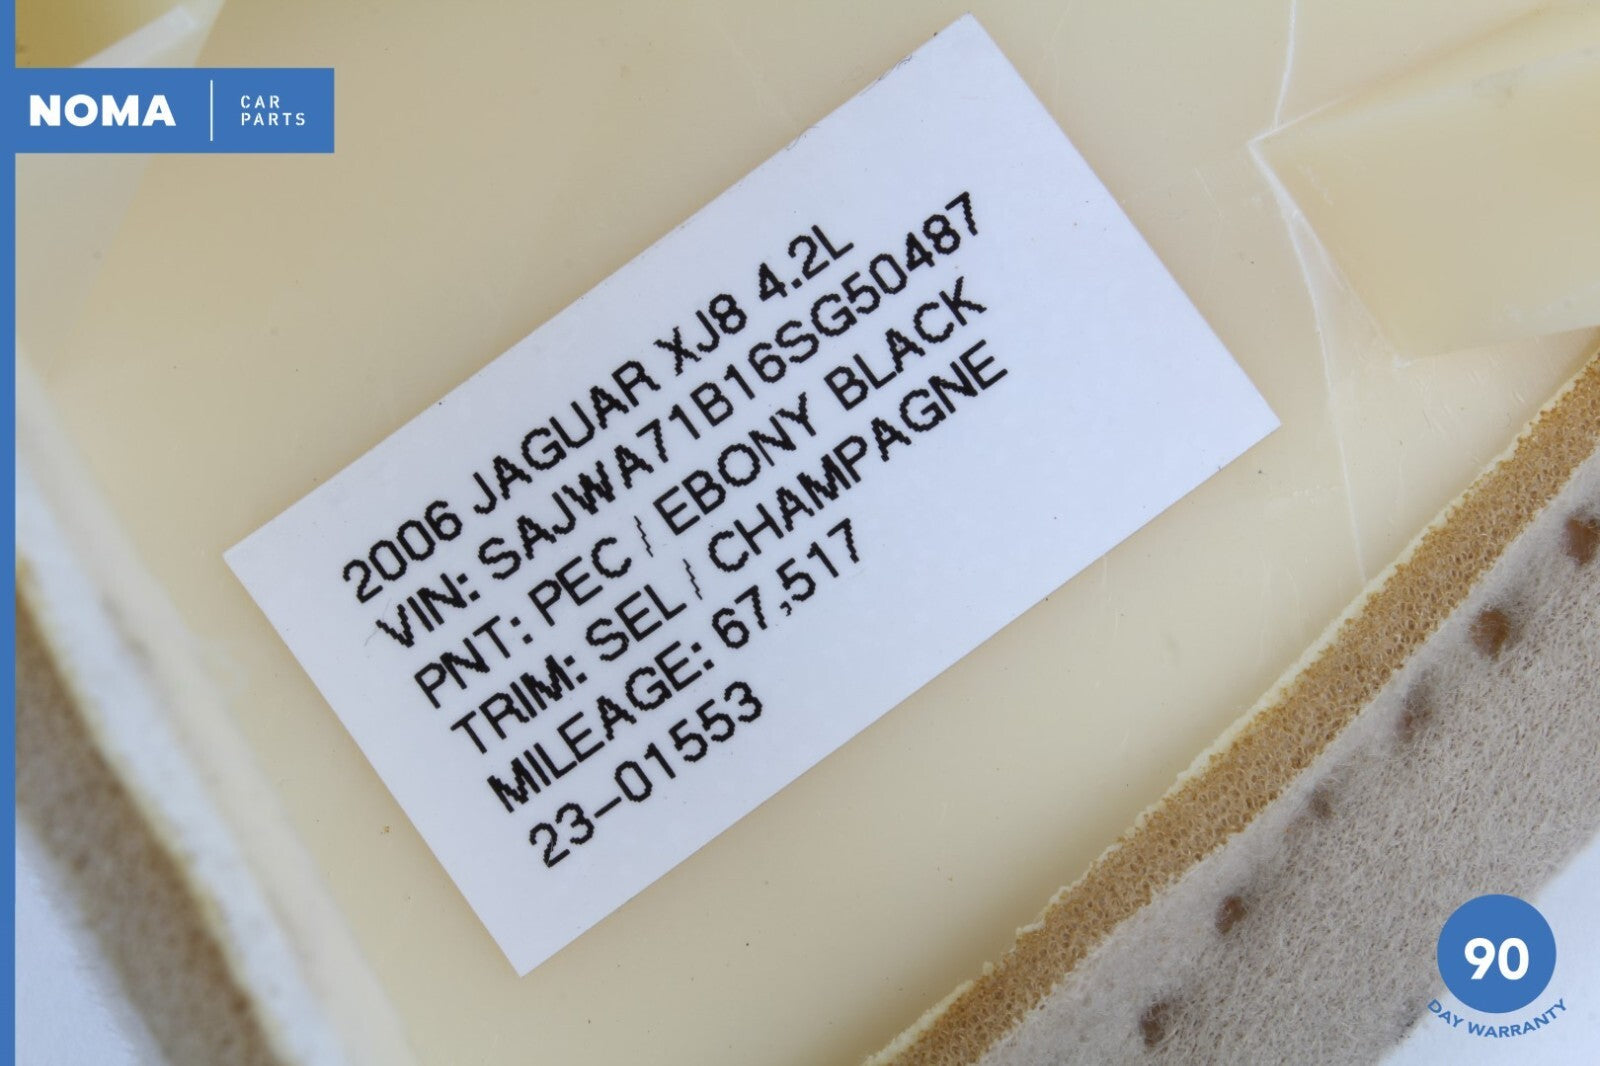 NOMA
CAR
PARTS
2006 JAGUAR XJ8 4.2L
VIN: SAJWA71B16SG50487
PNT: PEC / EBONY BLACK
TRIM: SEL / CHAMPAGNE
MILEAGE: 67,517
23-01553
90
DAY WARRANTY